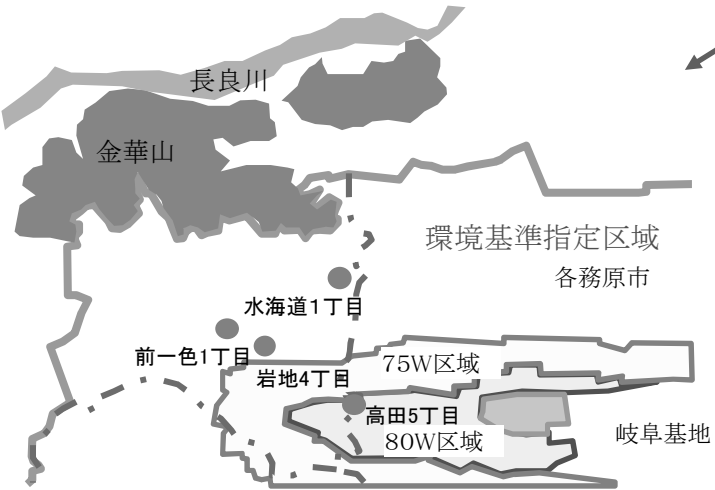 長良川
金華山
環境基準指定区域
各務原市
水海道1丁目
前一色1丁目
75W区域
岩地4丁目
高田5丁目
80W区域
岐阜基地